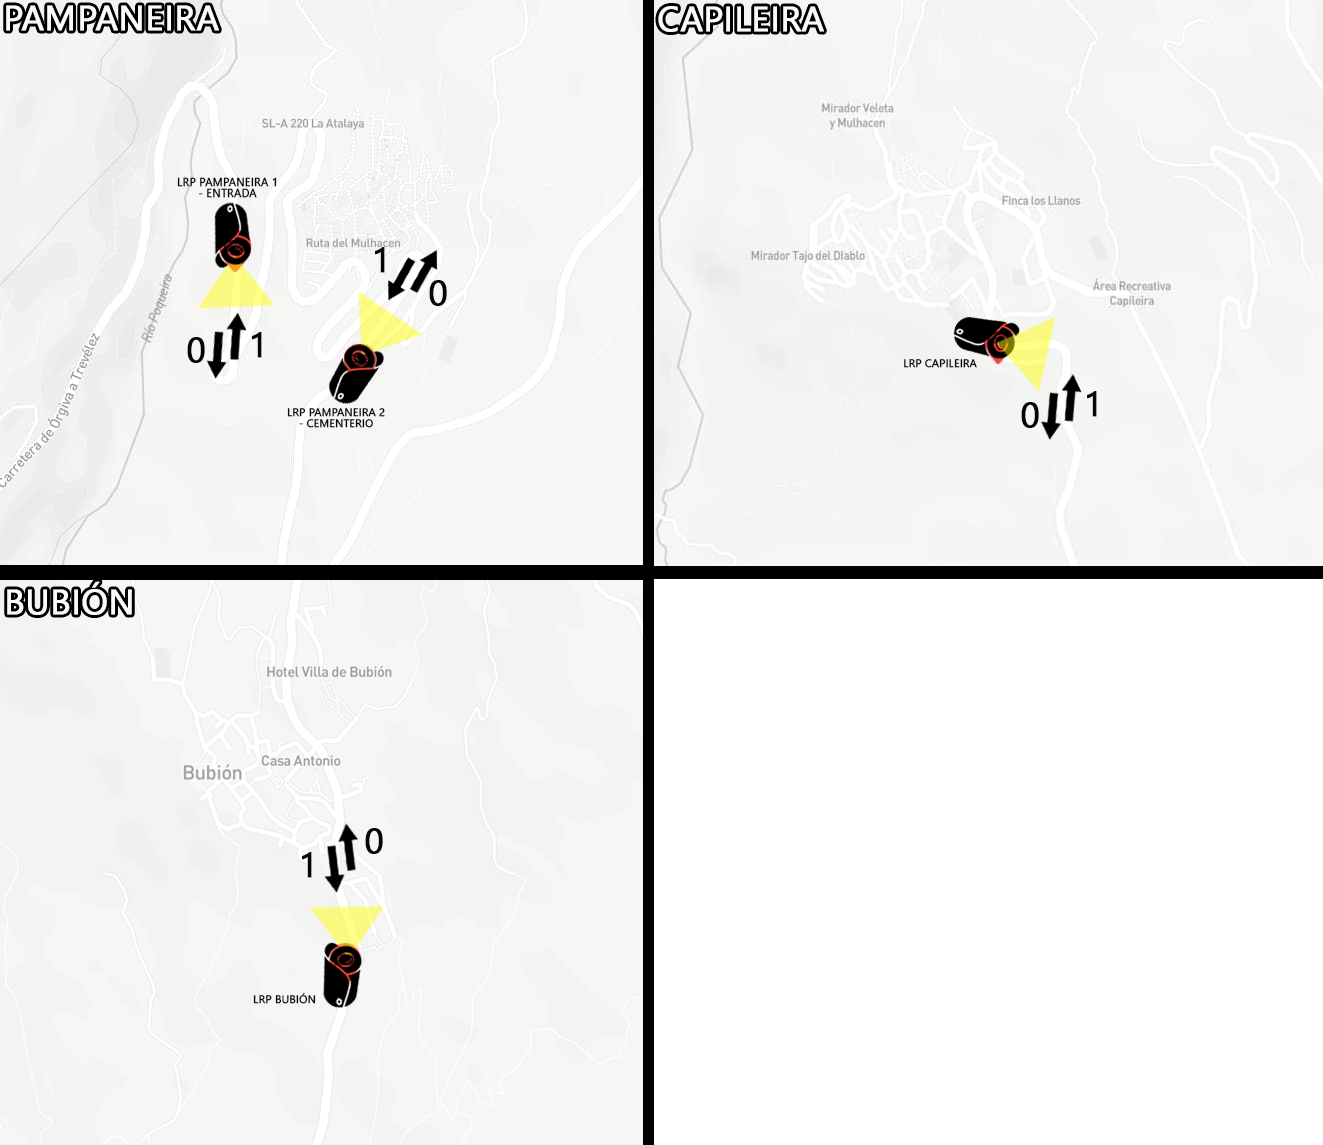 PAMPANEIRA
SL-A 220 La Atalaya
LRP PAMPANEIRA 1
- ENTRADA
Ruta del Mulhacen
1
0
Río Poqueira
0
1
Carretera de Órgiva a Trevélez
LRP PAMPANEIRA 2
- CEMENTERIO
CAPILEIRA
Mirador Veleta
y Mulhacen
Finca los Llanos
Mirador Tajo del DIablo
Área Recreativa
Capileira
LRP CAPILEIRA
0
1
BUBIÓN
Hotel Villa de Bubión
Casa Antonio
Bubión
0
1
LRP BUBIÓN